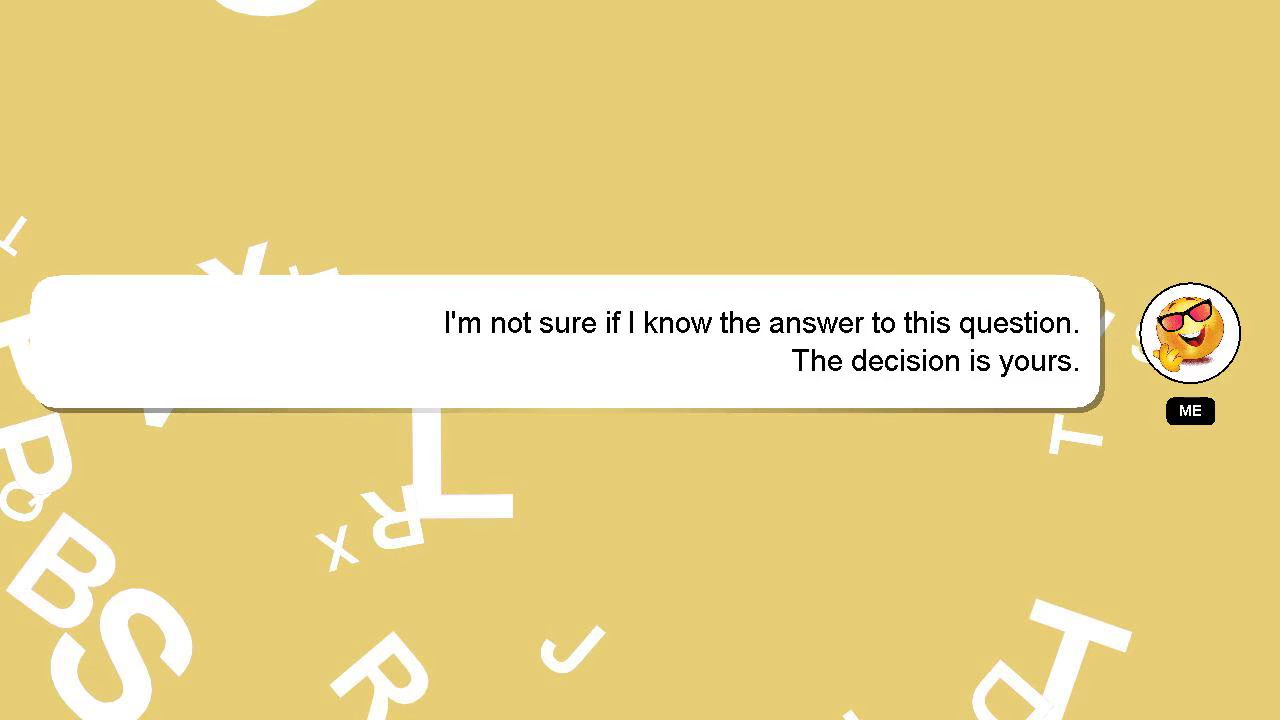 I'm not sure if I know the answer to this question.
The decision is yours.
ME